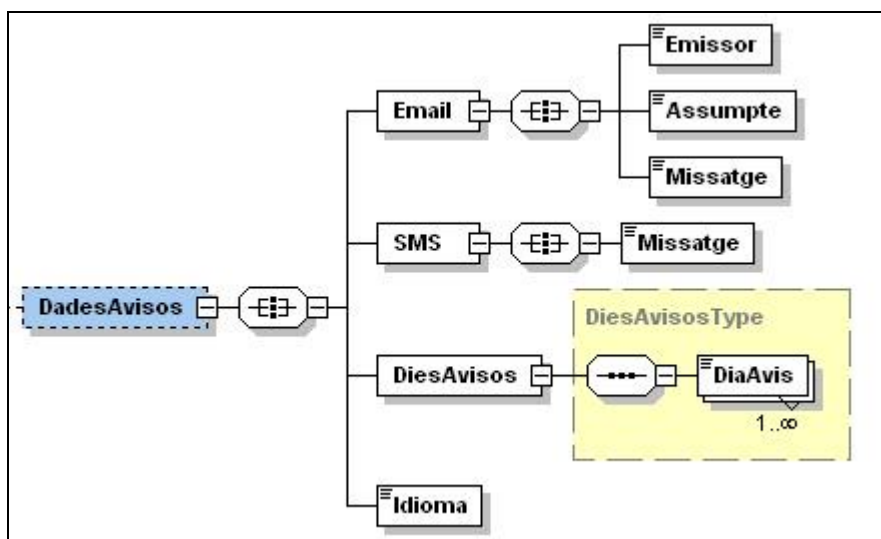 Emissor
Email
Assumpte
Missatge
SMS
Missatge
DadesAvisos
DiesAvisosType
DiesAvisos
DiaAvis
1..∞
Idioma